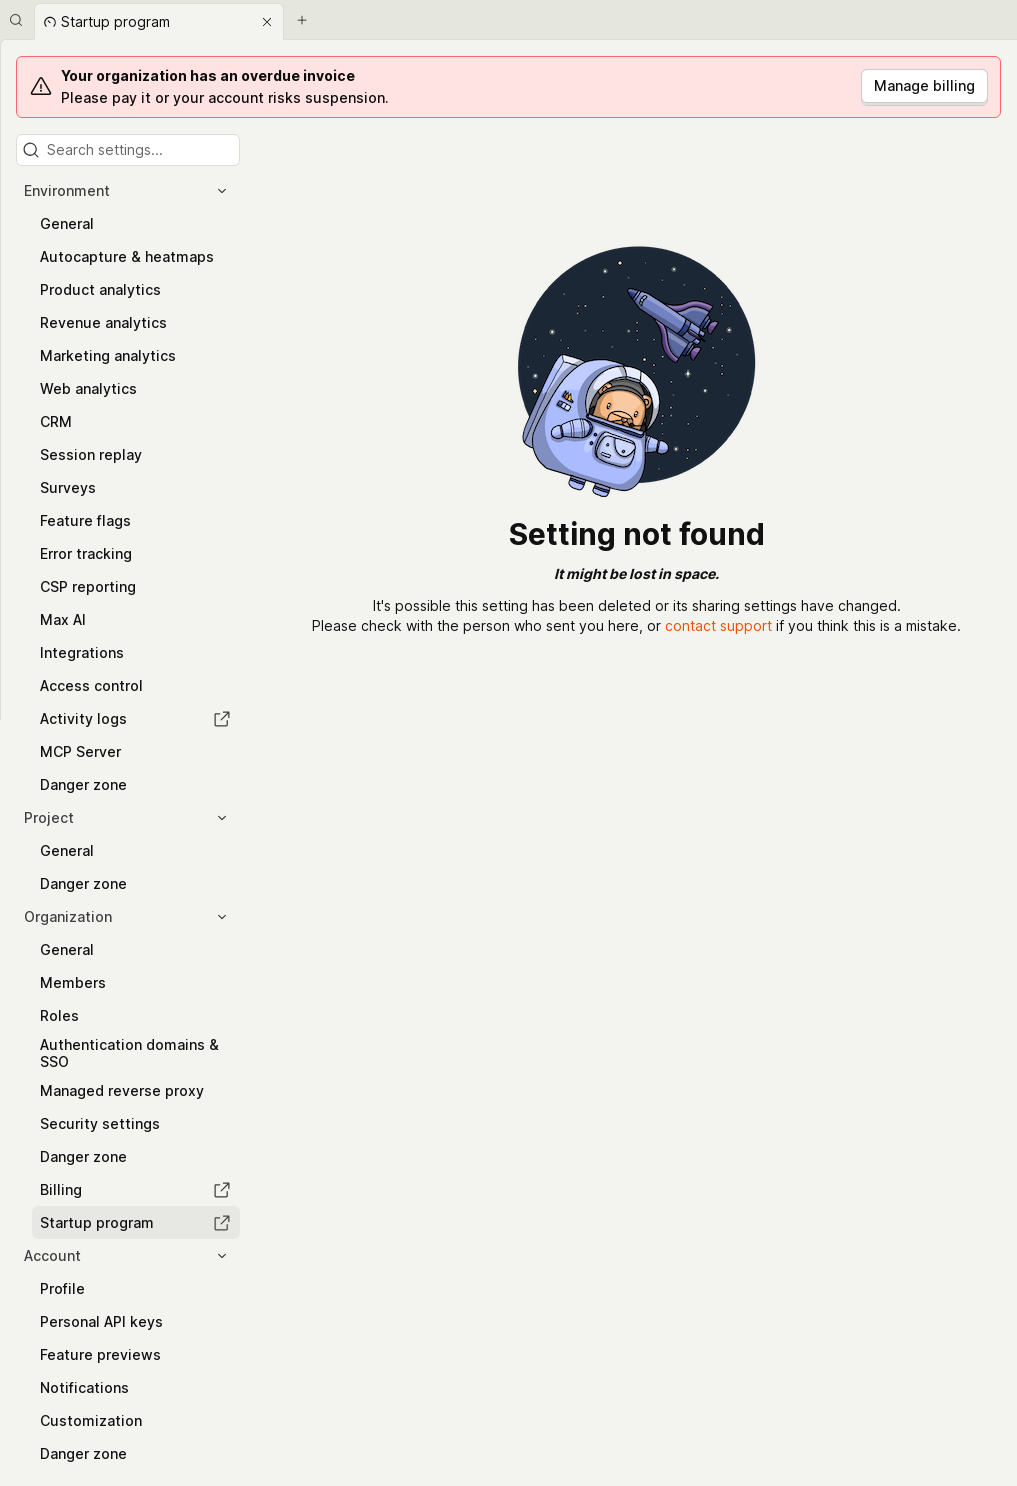 Startup program
Your organization has an overdue invoice
Please pay it or your account risks suspension.
Manage billing
Search settings...
Environment
General
Autocapture & heatmaps
Product analytics
Revenue analytics
Marketing analytics
Web analytics
CRM
Session replay
Surveys
Feature flags
Error tracking
CSP reporting
Max AI
Integrations
Access control
Activity logs
MCP Server
Danger zone
Project
General
Danger zone
Organization
General
Members
Roles
Authentication domains &
SSO
Managed reverse proxy
Security settings
Danger zone
Billing
Startup program
Account
Profile
Personal API keys
Feature previews
Notifications
Customization
Danger zone
Setting not found
It might be lost in space.
It's possible this setting has been deleted or its sharing settings have changed.
Please check with the person who sent you here, or contact support if you think this is a mistake.